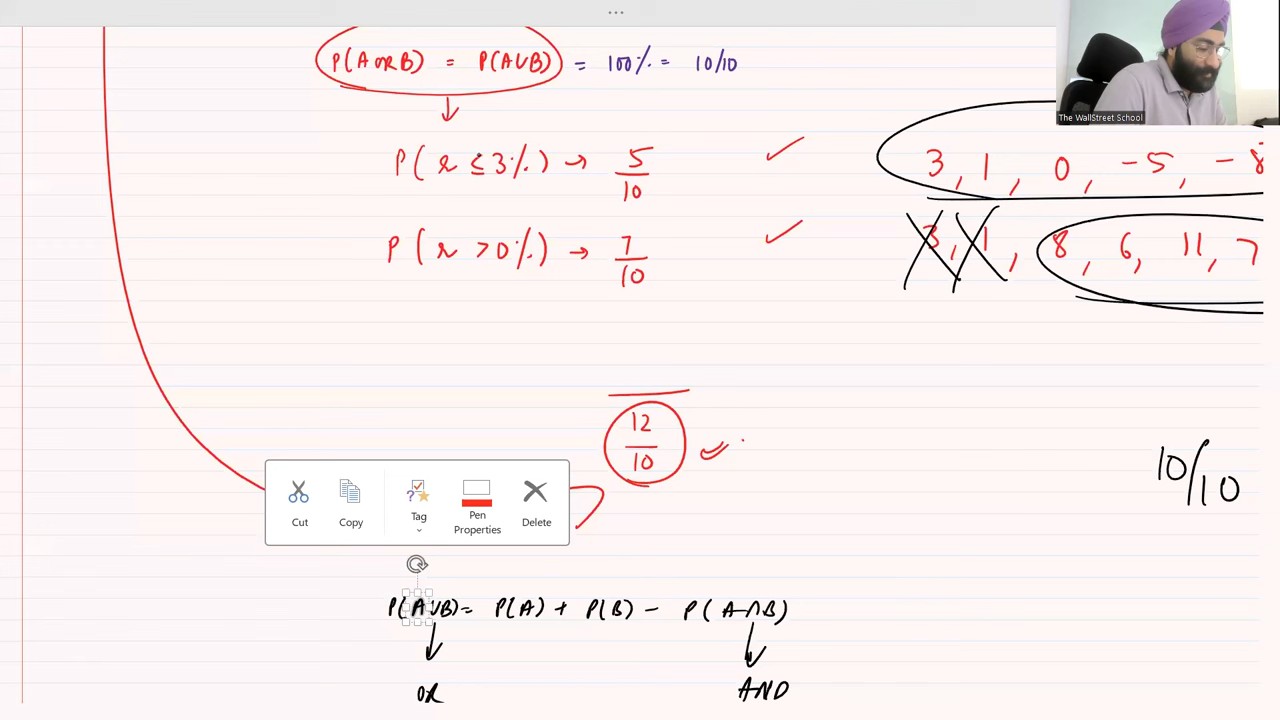 P(A or B) = P(A∪B) = 100% = 10/10
P(r ≤ 3%) → 5/10 ✓
3, 1, 0, -5, -8
P(r > 0%) → 7/10 ✓
3, 1, 8, 6, 11, 7
12/10
10/10
Cut
Copy
Tag
Pen Properties
Delete
P(A∪B) = P(A) + P(B) - P(A∩B)
OR
AND
The WallStreet School